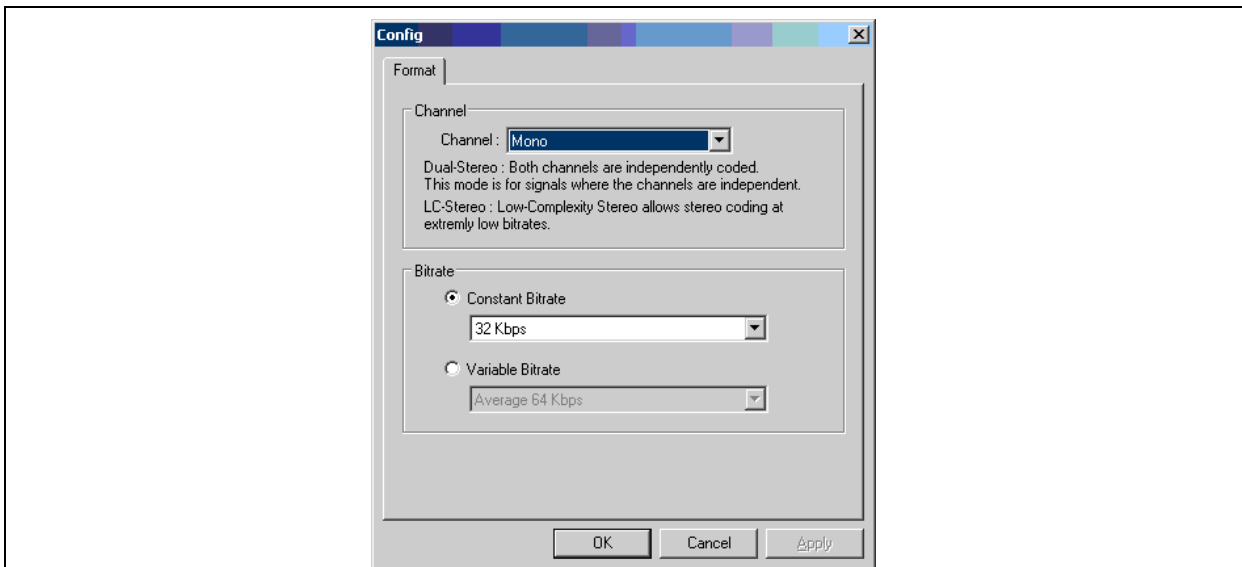 Config
Format
Channel
Channel : Mono
Dual-Stereo : Both channels are independently coded.
This mode is for signals where the channels are independent.
LC-Stereo : Low-Complexity Stereo allows stereo coding at
extremly low bitrates.
Bitrate
Constant Bitrate
32 Kbps
Variable Bitrate
Average 64 Kbps
OK Cancel Apply